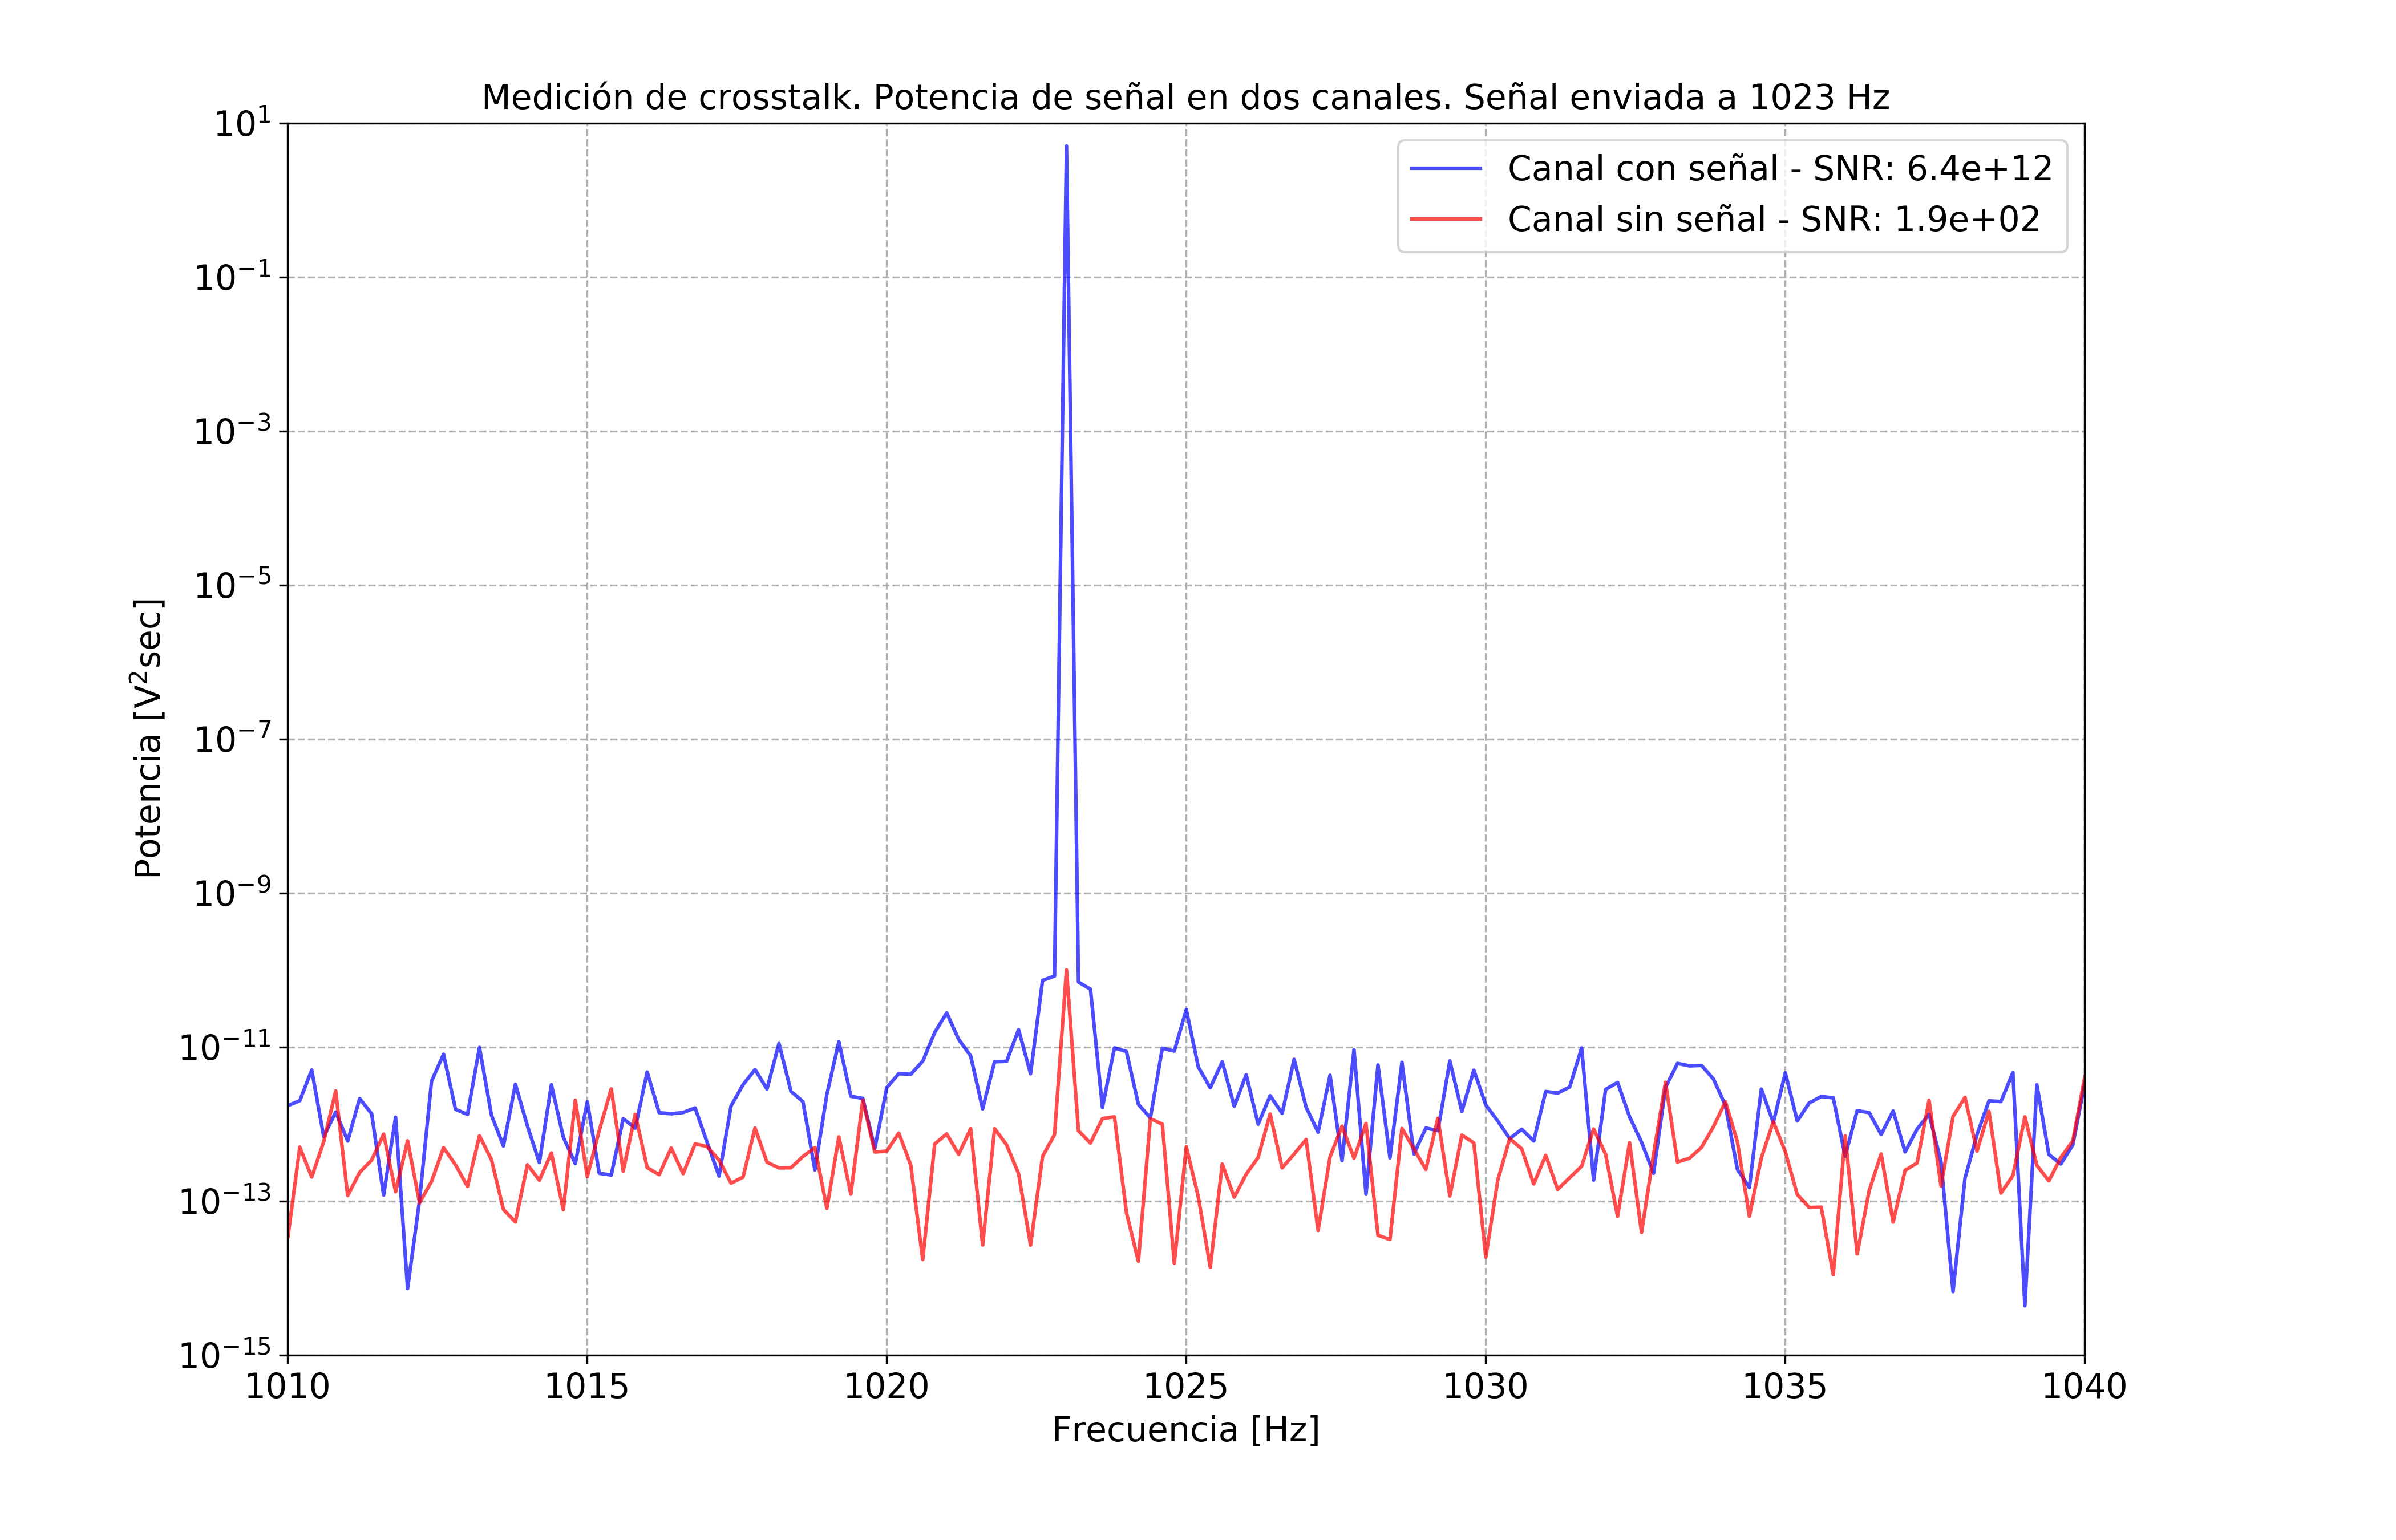 Medición de crosstalk. Potencia de señal en dos canales. Señal enviada a 1023 Hz
Canal con señal - SNR: 6.4e+12
Canal sin señal - SNR: 1.9e+02
10¹
10⁻¹
10⁻³
10⁻⁵
10⁻⁷
10⁻⁹
10⁻¹¹
10⁻¹³
10⁻¹⁵
Potencia [V²sec]
1010 1015 1020 1025 1030 1035 1040
Frecuencia [Hz]